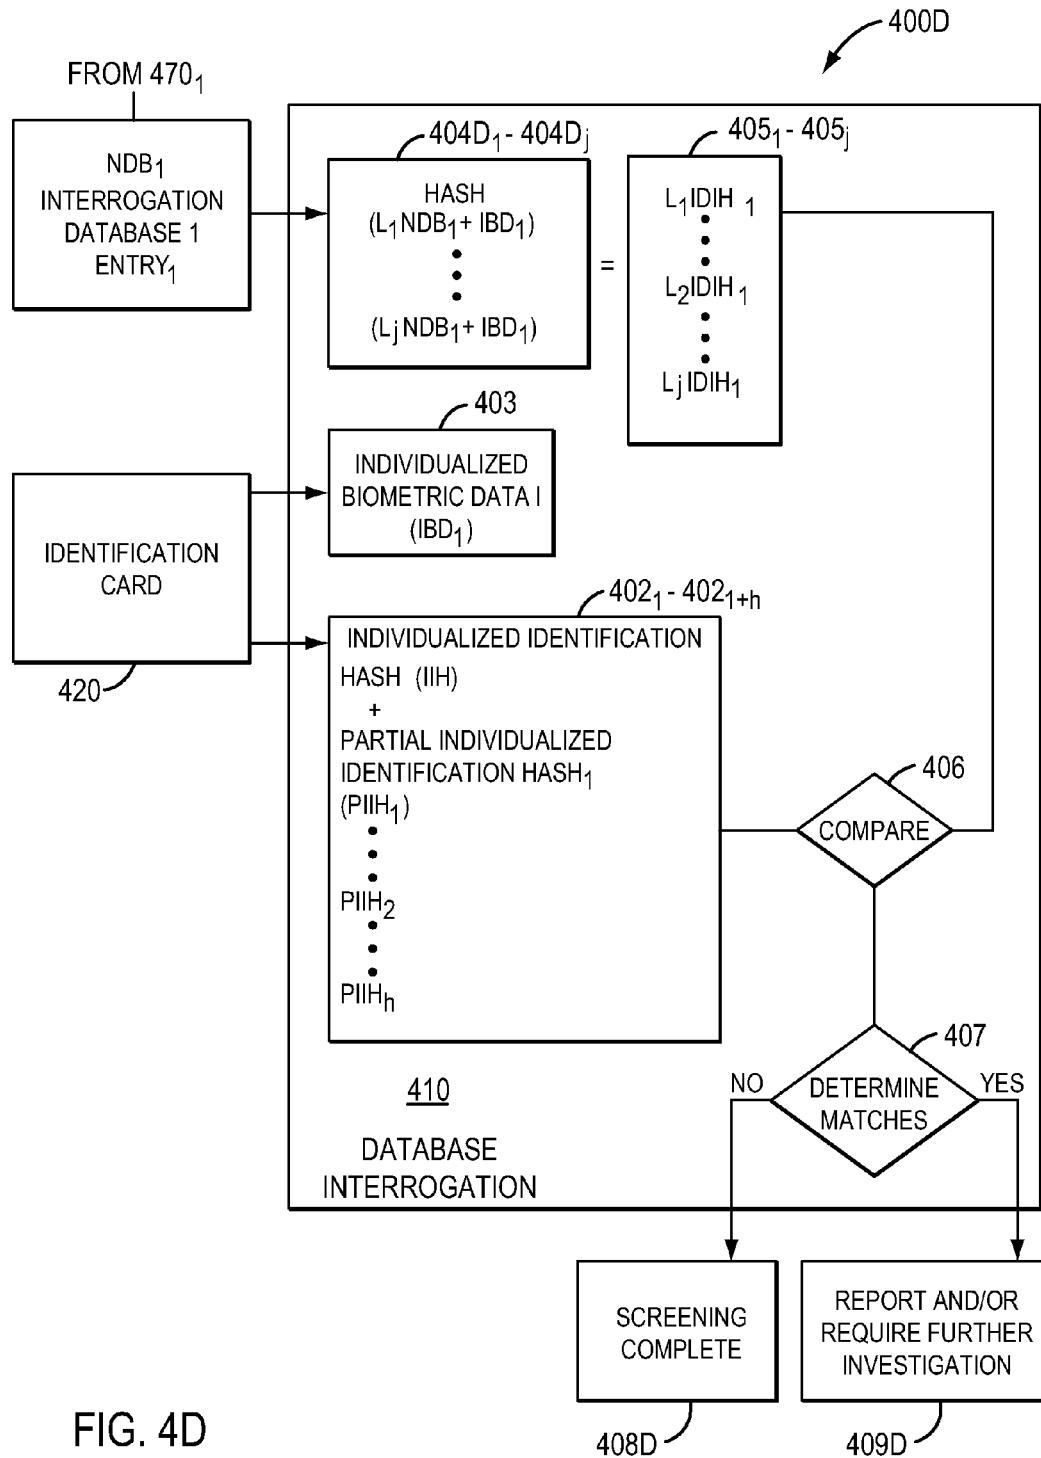 400D
FROM 470₁
NDB₁
INTERROGATION
DATABASE 1
ENTRY₁
404D₁ - 404Dⱼ
HASH
(L₁NDB₁+ IBD₁)
(LⱼNDB₁+ IBD₁)
=
405₁ - 405ⱼ
L₁IDIH ₁
L₂IDIH ₁
LⱼIDIH₁
403
INDIVIDUALIZED
BIOMETRIC DATA I
(IBD₁)
IDENTIFICATION
CARD
420
402₁ - 402₁₊ₕ
INDIVIDUALIZED IDENTIFICATION
HASH (IIH)
+
PARTIAL INDIVIDUALIZED
IDENTIFICATION HASH₁
(PIIH₁)
PIIH₂
PIIHₕ
406
COMPARE
407
DETERMINE
MATCHES
NO
YES
410
DATABASE
INTERROGATION
SCREENING
COMPLETE
408D
REPORT AND/OR
REQUIRE FURTHER
INVESTIGATION
409D
FIG. 4D